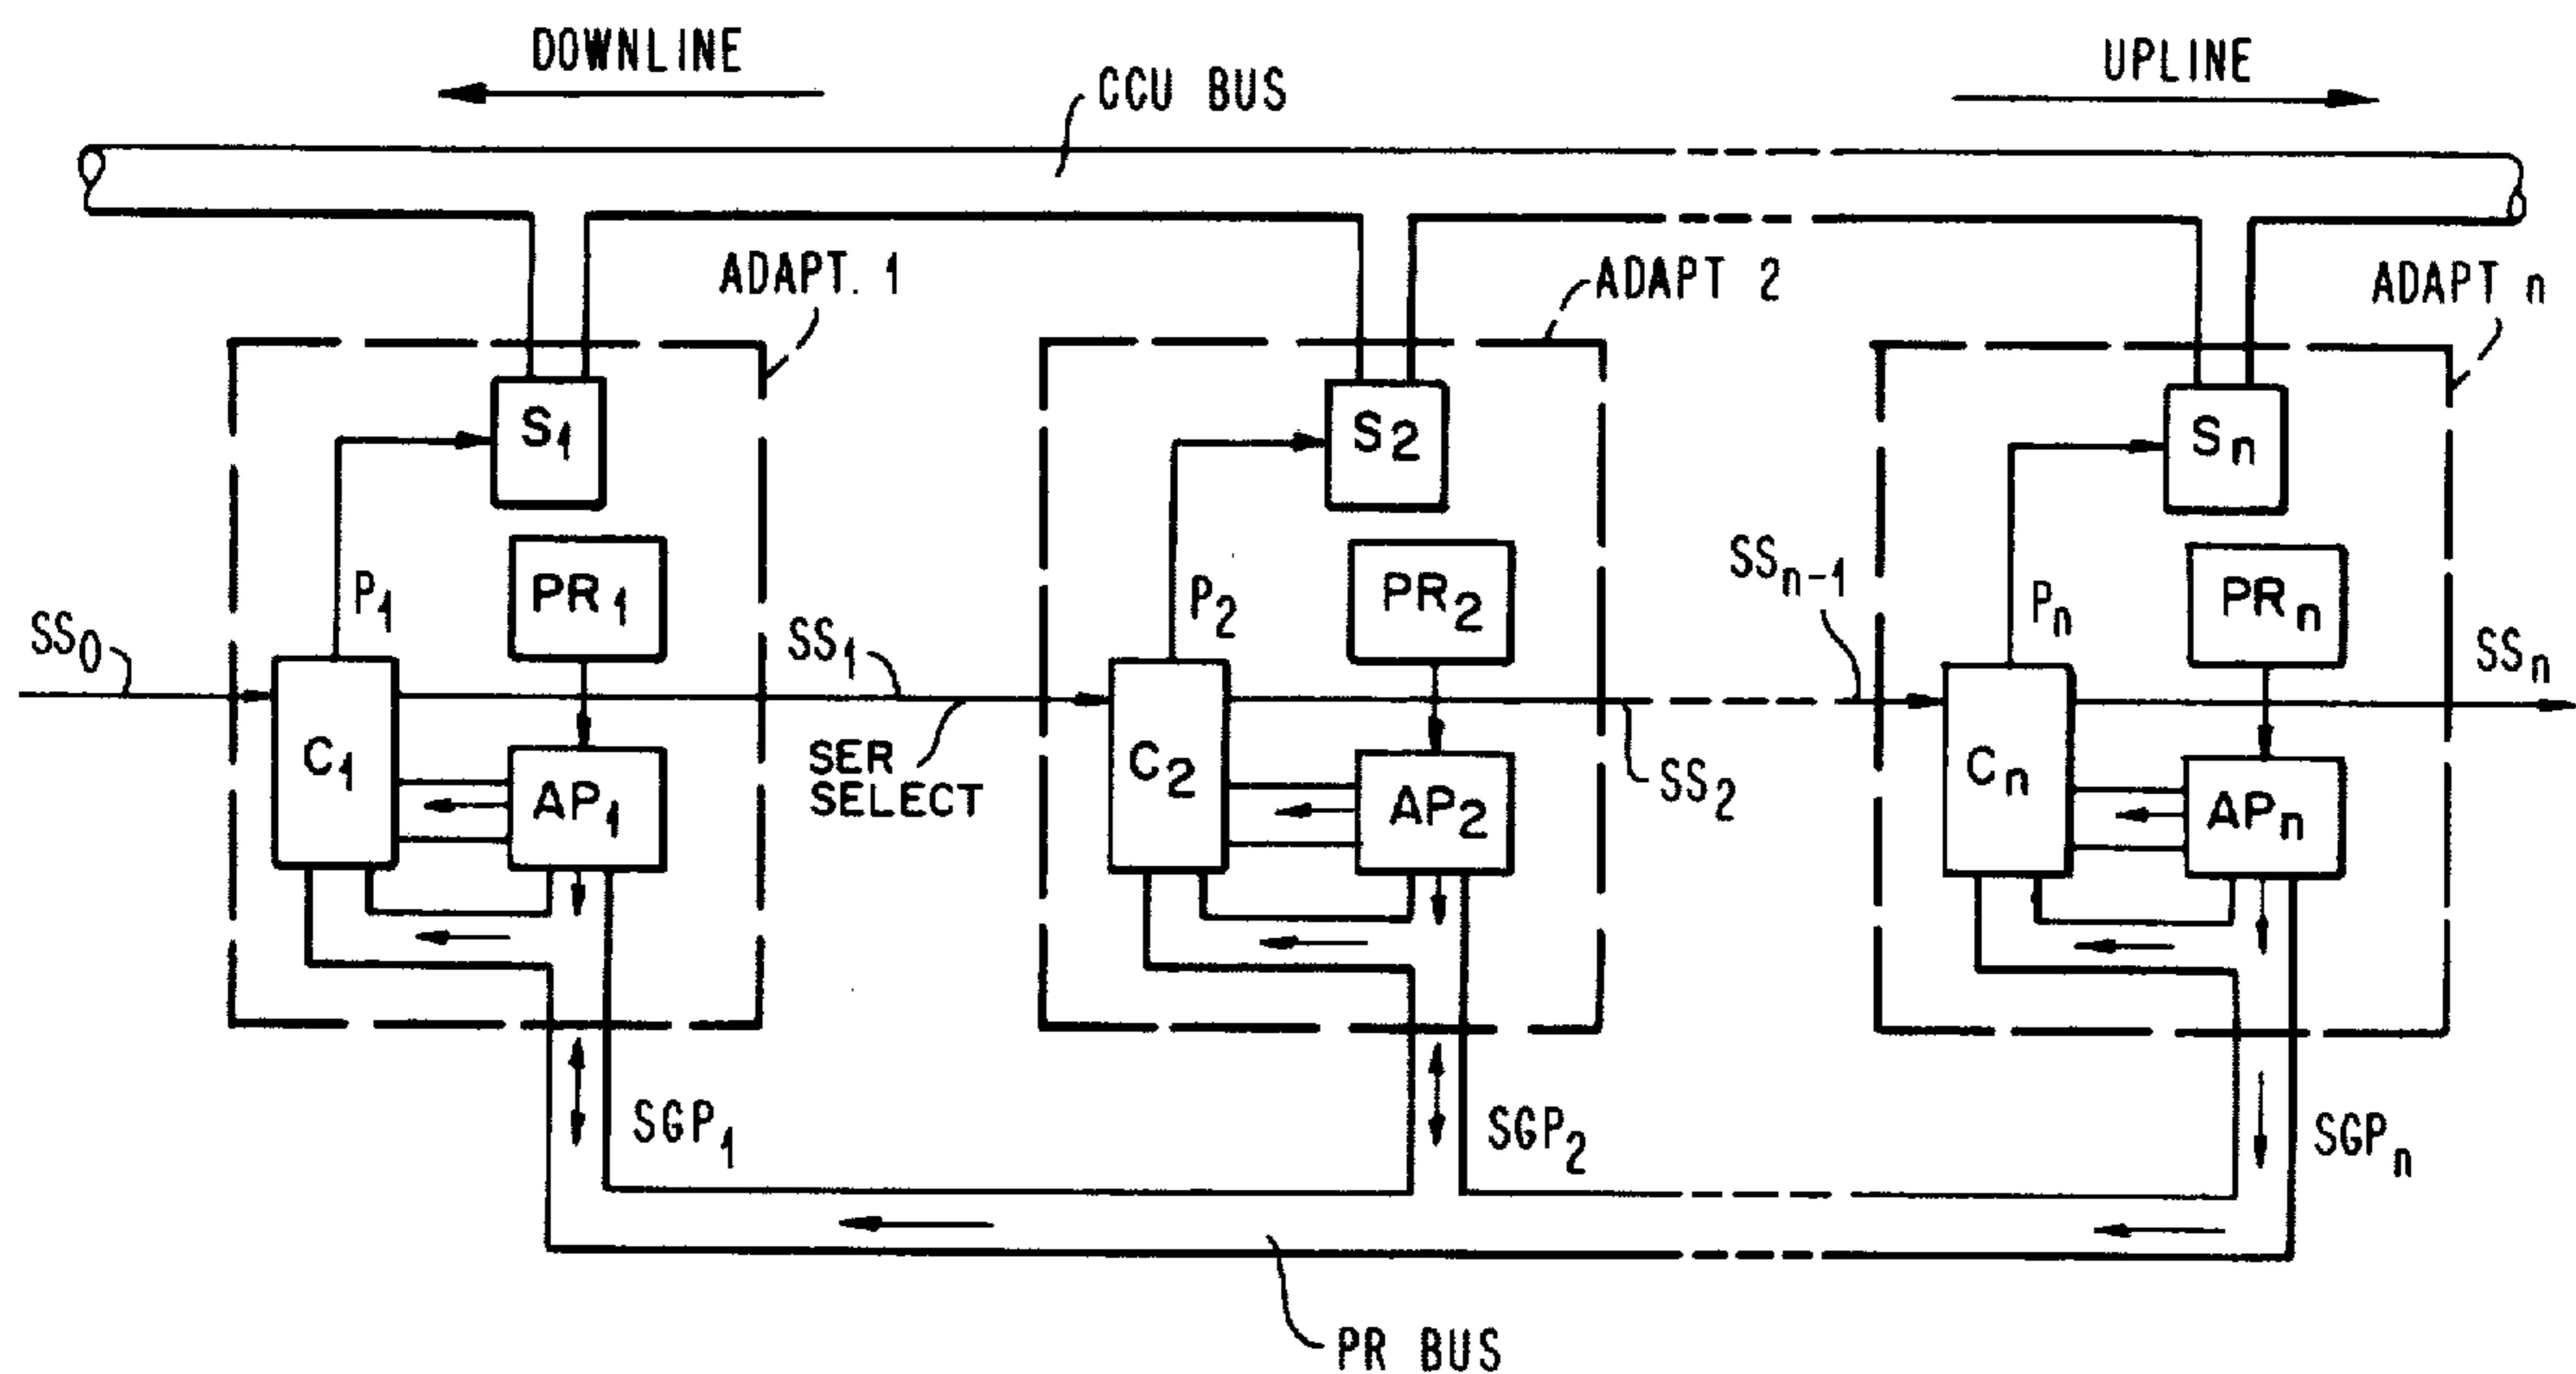 DOWNLINE
UPLINE
CCU BUS
ADAPT. 1
ADAPT 2
ADAPT n
S1
S2
Sn
P1
PR1
P2
PR2
Pn
PRn
SS0
SS1
SSn-1
SSn
SER
SELECT
SS2
C1
AP1
C2
AP2
Cn
APn
SGP1
SGP2
SGPn
PR BUS